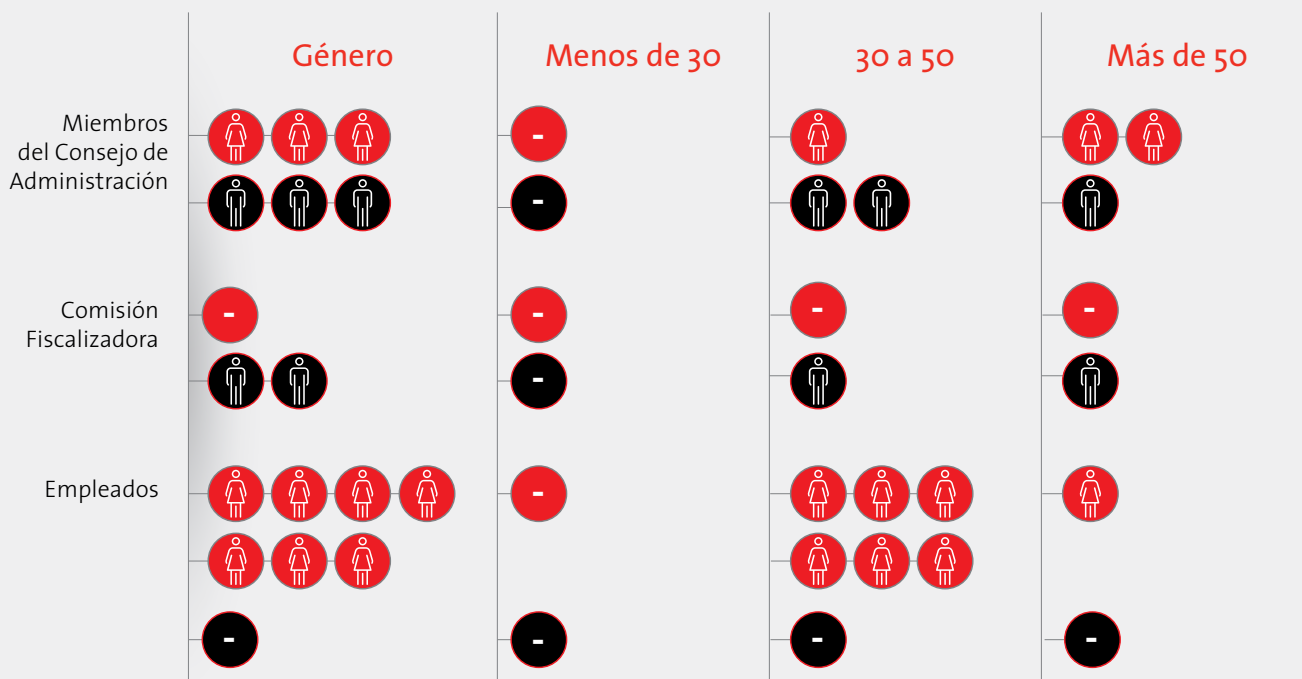 Género
Menos de 30
30 a 50
Más de 50
Miembros
del Consejo de
Administración
-
-
Comisión
Fiscalizadora
-
-
-
-
-
Empleados
-
-
-
-
-